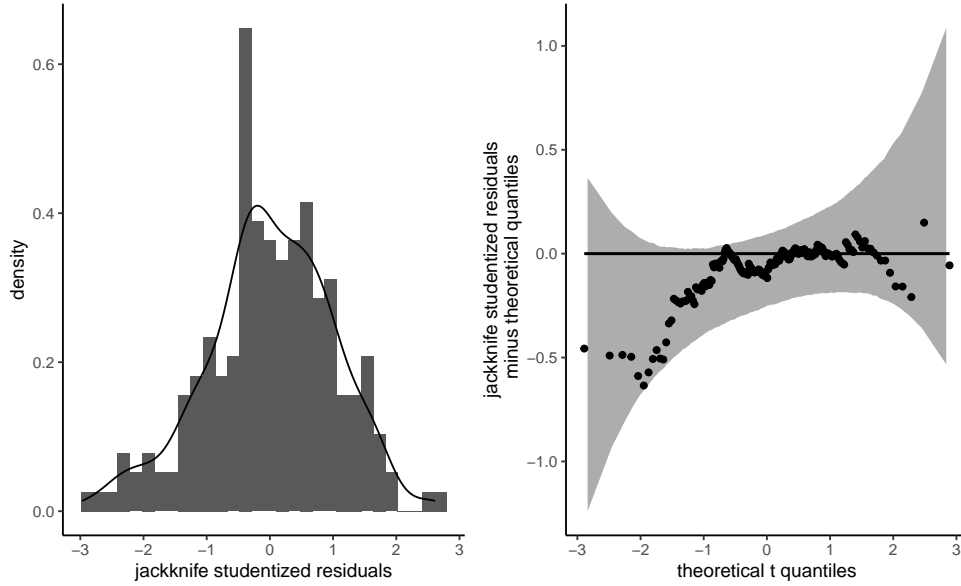 0.6
0.4
0.2
0.0
density
−3 −2 −1 0 1 2 3
jackknife studentized residuals
1.0
0.5
0.0
−0.5
−1.0
jackknife studentized residuals
minus theoretical quantiles
−3 −2 −1 0 1 2 3
theoretical t quantiles